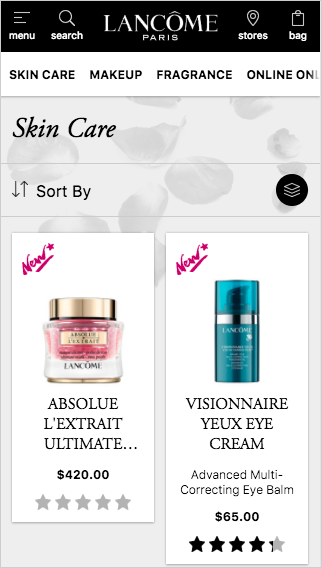 menu
search
LANCÔME
PARIS
stores
bag
SKIN CARE MAKEUP FRAGRANCE ONLINE ONL
Skin Care
Sort By
New
ABSOLUE
L'EXTRAIT
LANCÔME
ABSOLUE
L'EXTRAIT
ULTIMATE...
$420.00
New
LANCÔME
VISIONNAIRE
YEUX EYE
CREAM
Advanced Multi-
Correcting Eye Balm
$65.00